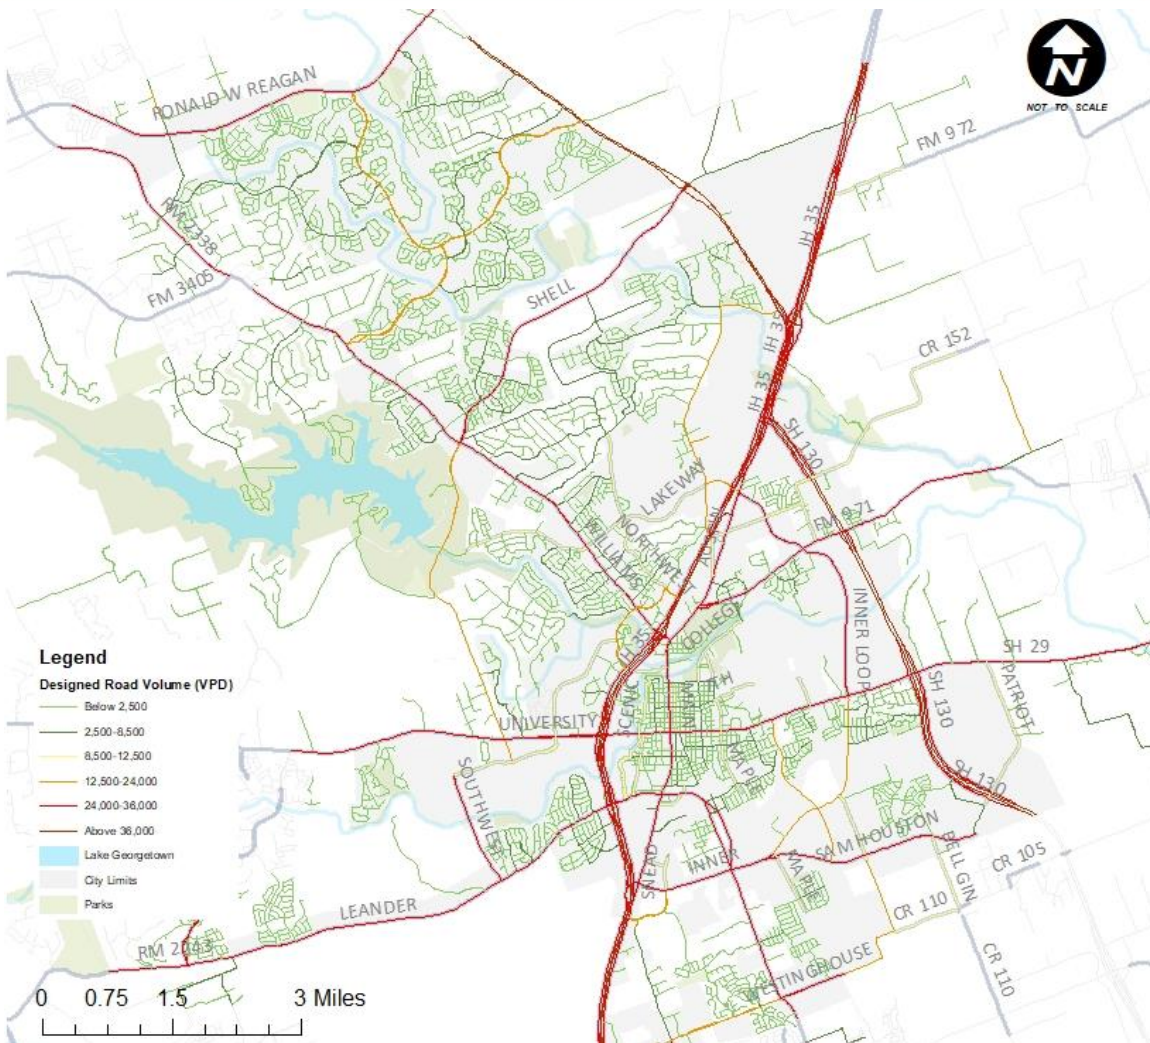 RONALD W REAGAN
N
NOT TO SCALE
FM 972
RM 2338
IH 35
FM 3405
SHELL
IH 35
CR 152
IH 35
SH 130
LAKEWAY
FM 971
NORTHWEST
AUSTIN
WILLIAMS
INNER LOOP
COLLEGE
IH 35
SH 29
Legend
Designed Road Volume (VPD)
Below 2,500
2,500-8,500
8,500-12,500
12,500-24,000
24,000-36,000
Above 36,000
Lake Georgetown
City Limits
Parks
PATRIOT
SH 130
SCENIC
MAIN
7TH
UNIVERSITY
MAPLE
SOUTHWEST
SH 130
SAM HOUSTON
BELL GIN
INNER
SNEAD
MAPLE
CR 105
LEANDER
CR 110
RM 2243
WESTINGHOUSE
CR 110
0 0.75 1.5 3 Miles